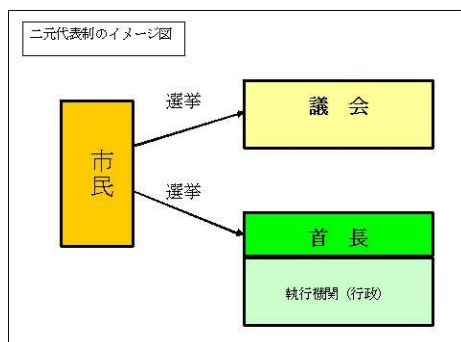 二元代表制のイメージ図
選挙
議 会
市民
選挙
首 長
執行機関（行政）